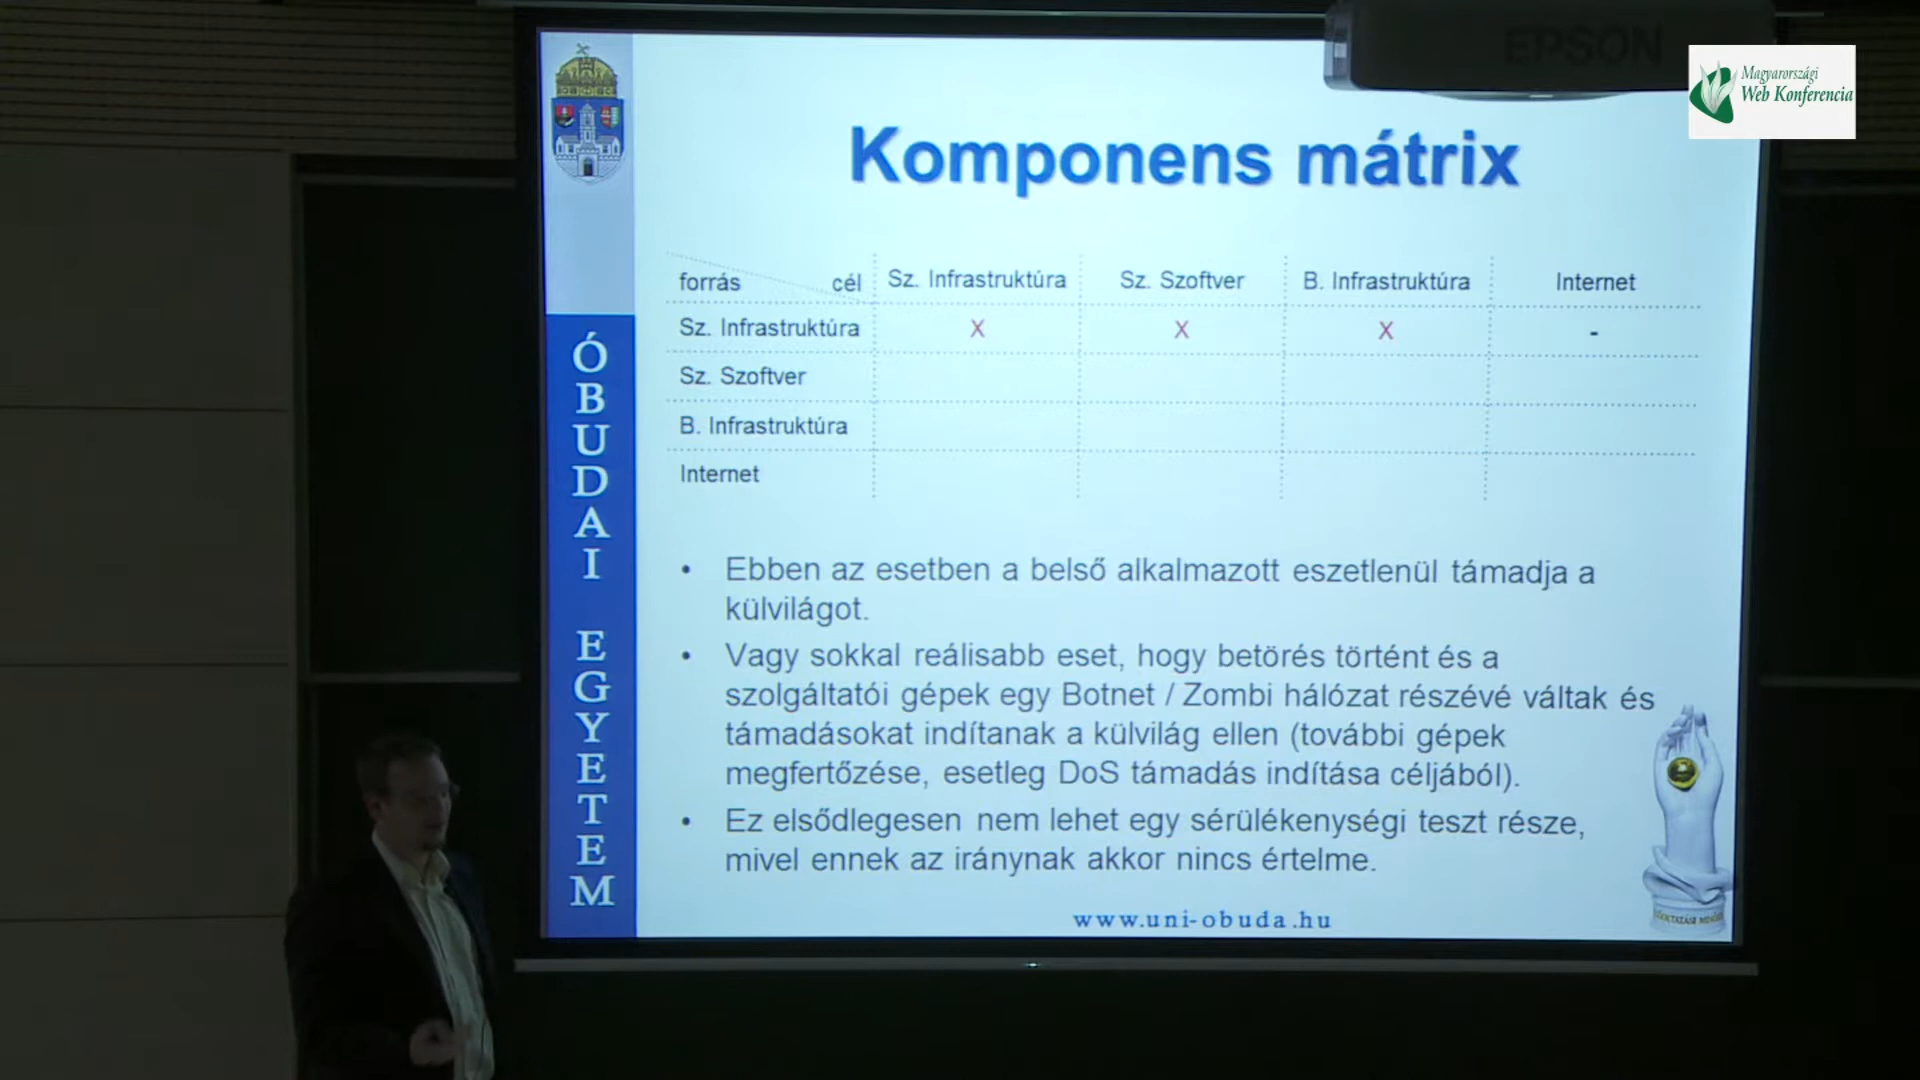 EPSON
Magyarországi
Web Konferencia
Komponens mátrix
forrás cél Sz. Infrastruktúra Sz. Szoftver B. Infrastruktúra Internet
Sz. Infrastruktúra X X X -
Sz. Szoftver
B. Infrastruktúra
Internet
• Ebben az esetben a belső alkalmazott eszetlenül támadja a
külvilágot.
• Vagy sokkal reálisabb eset, hogy betörés történt és a
szolgáltatói gépek egy Botnet / Zombi hálózat részévé váltak és
támadásokat indítanak a külvilág ellen (további gépek
megfertőzése, esetleg DoS támadás indítása céljából).
• Ez elsődlegesen nem lehet egy sérülékenységi teszt része,
mivel ennek az iránynak akkor nincs értelme.
www.uni-obuda.hu
ÓBUDAI EGYETEM